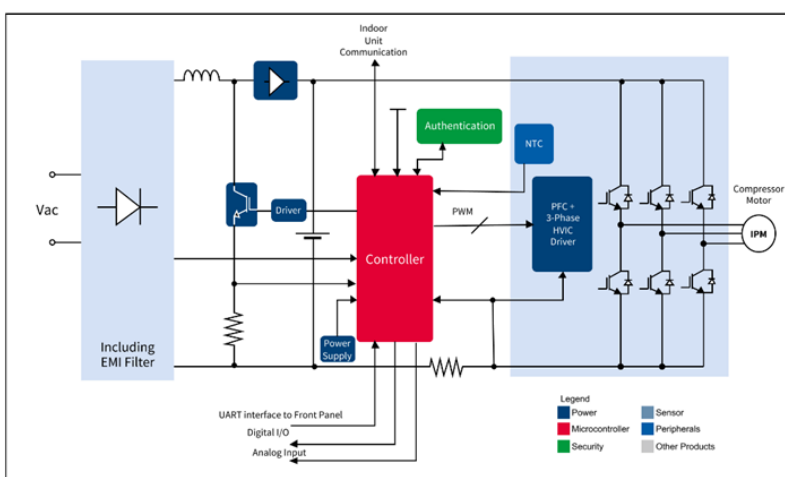 Indoor
Unit
Communication
Authentication
NTC
Vac
Driver
PWM
PFC +
3-Phase
HVIC
Driver
Compressor
Motor
IPM
Controller
Including
EMI Filter
Power
Supply
UART interface to Front Panel
Digital I/O
Analog Input
Legend
Power
Sensor
Microcontroller
Peripherals
Security
Other Products